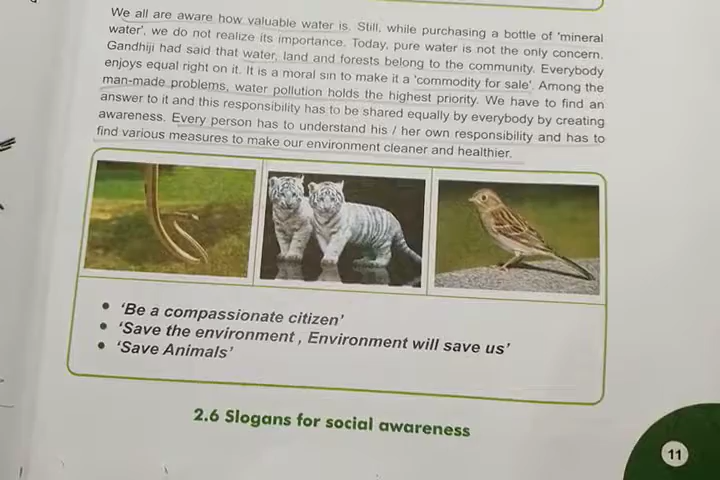 We all are aware how valuable water is. Still, while purchasing a bottle of 'mineral
water', we do not realize its importance. Today, pure water is not the only concern.
Gandhiji had said that water, land and forests belong to the community. Everybody
enjoys equal right on it. It is a moral sin to make it a 'commodity for sale'. Among the
man-made problems, water pollution holds the highest priority. We have to find an
answer to it and this responsibility has to be shared equally by everybody by creating
awareness. Every person has to understand his / her own responsibility and has to
find various measures to make our environment cleaner and healthier.
• 'Be a compassionate citizen'
• 'Save the environment , Environment will save us'
• 'Save Animals'
2.6 Slogans for social awareness
11